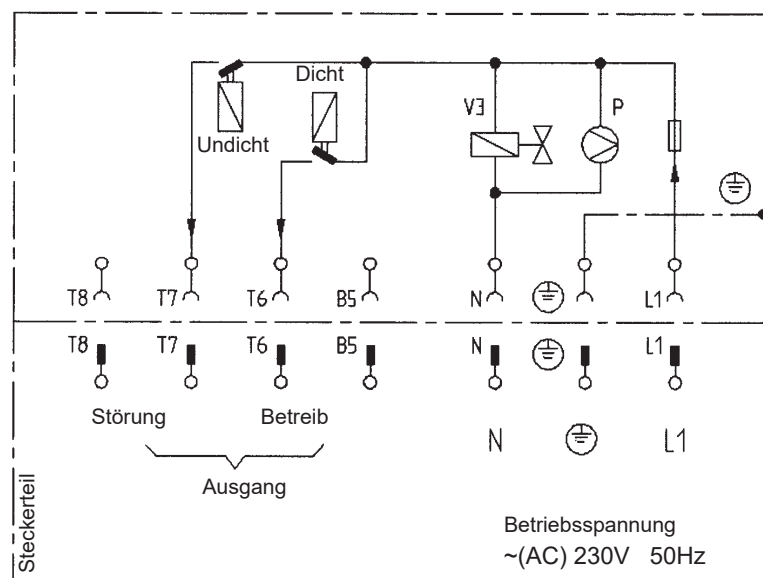 Dicht
Undicht
V3
P
T8 T7 T6 B5 N L1
T8 T7 T6 B5 N L1
Störung Betreib N L1
Ausgang
Steckerteil
Betriebsspannung
~(AC) 230V 50Hz